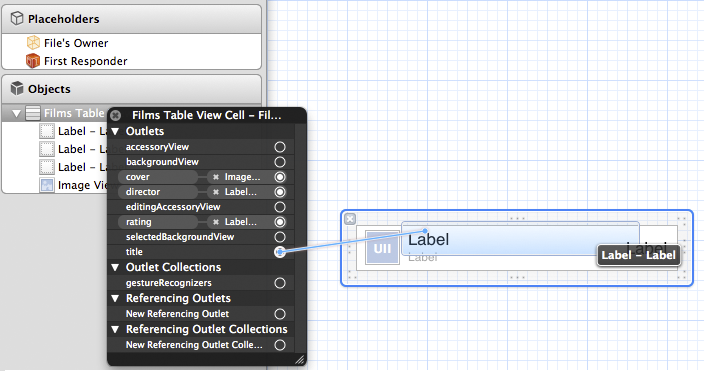 Placeholders
File's Owner
First Responder
Objects
Films Table
Label – La
Label – La
Label – La
Image Vie
Films Table View Cell – Fil...
Outlets
accessoryView
backgroundView
cover Image...
director Label...
editingAccessoryView
rating Label...
selectedBackgroundView
title
Outlet Collections
gestureRecognizers
Referencing Outlets
New Referencing Outlet
Referencing Outlet Collections
New Referencing Outlet Colle...
UII
Label
Label
Label
Label – Label